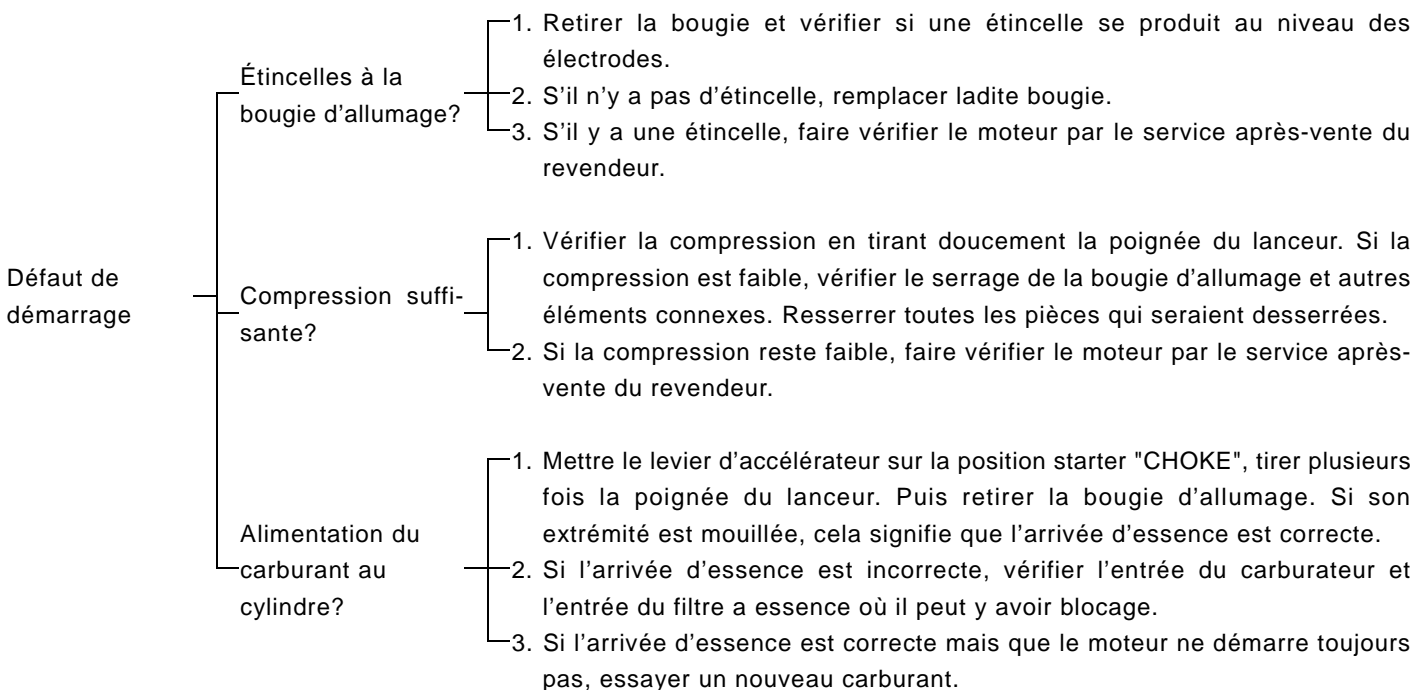 Défaut de
démarrage
Étincelles à la
bougie d’allumage?
1. Retirer la bougie et vérifier si une étincelle se produit au niveau des
électrodes.
2. S’il n’y a pas d’étincelle, remplacer ladite bougie.
3. S’il y a une étincelle, faire vérifier le moteur par le service après-vente du
revendeur.
Compression suffi-
sante?
1. Vérifier la compression en tirant doucement la poignée du lanceur. Si la
compression est faible, vérifier le serrage de la bougie d’allumage et autres
éléments connexes. Resserrer toutes les pièces qui seraient desserrées.
2. Si la compression reste faible, faire vérifier le moteur par le service après-
vente du revendeur.
Alimentation du
carburant au
cylindre?
1. Mettre le levier d’accélérateur sur la position starter "CHOKE", tirer plusieurs
fois la poignée du lanceur. Puis retirer la bougie d’allumage. Si son
extrémité est mouillée, cela signifie que l’arrivée d’essence est correcte.
2. Si l’arrivée d’essence est incorrecte, vérifier l’entrée du carburateur et
l’entrée du filtre a essence où il peut y avoir blocage.
3. Si l’arrivée d’essence est correcte mais que le moteur ne démarre toujours
pas, essayer un nouveau carburant.